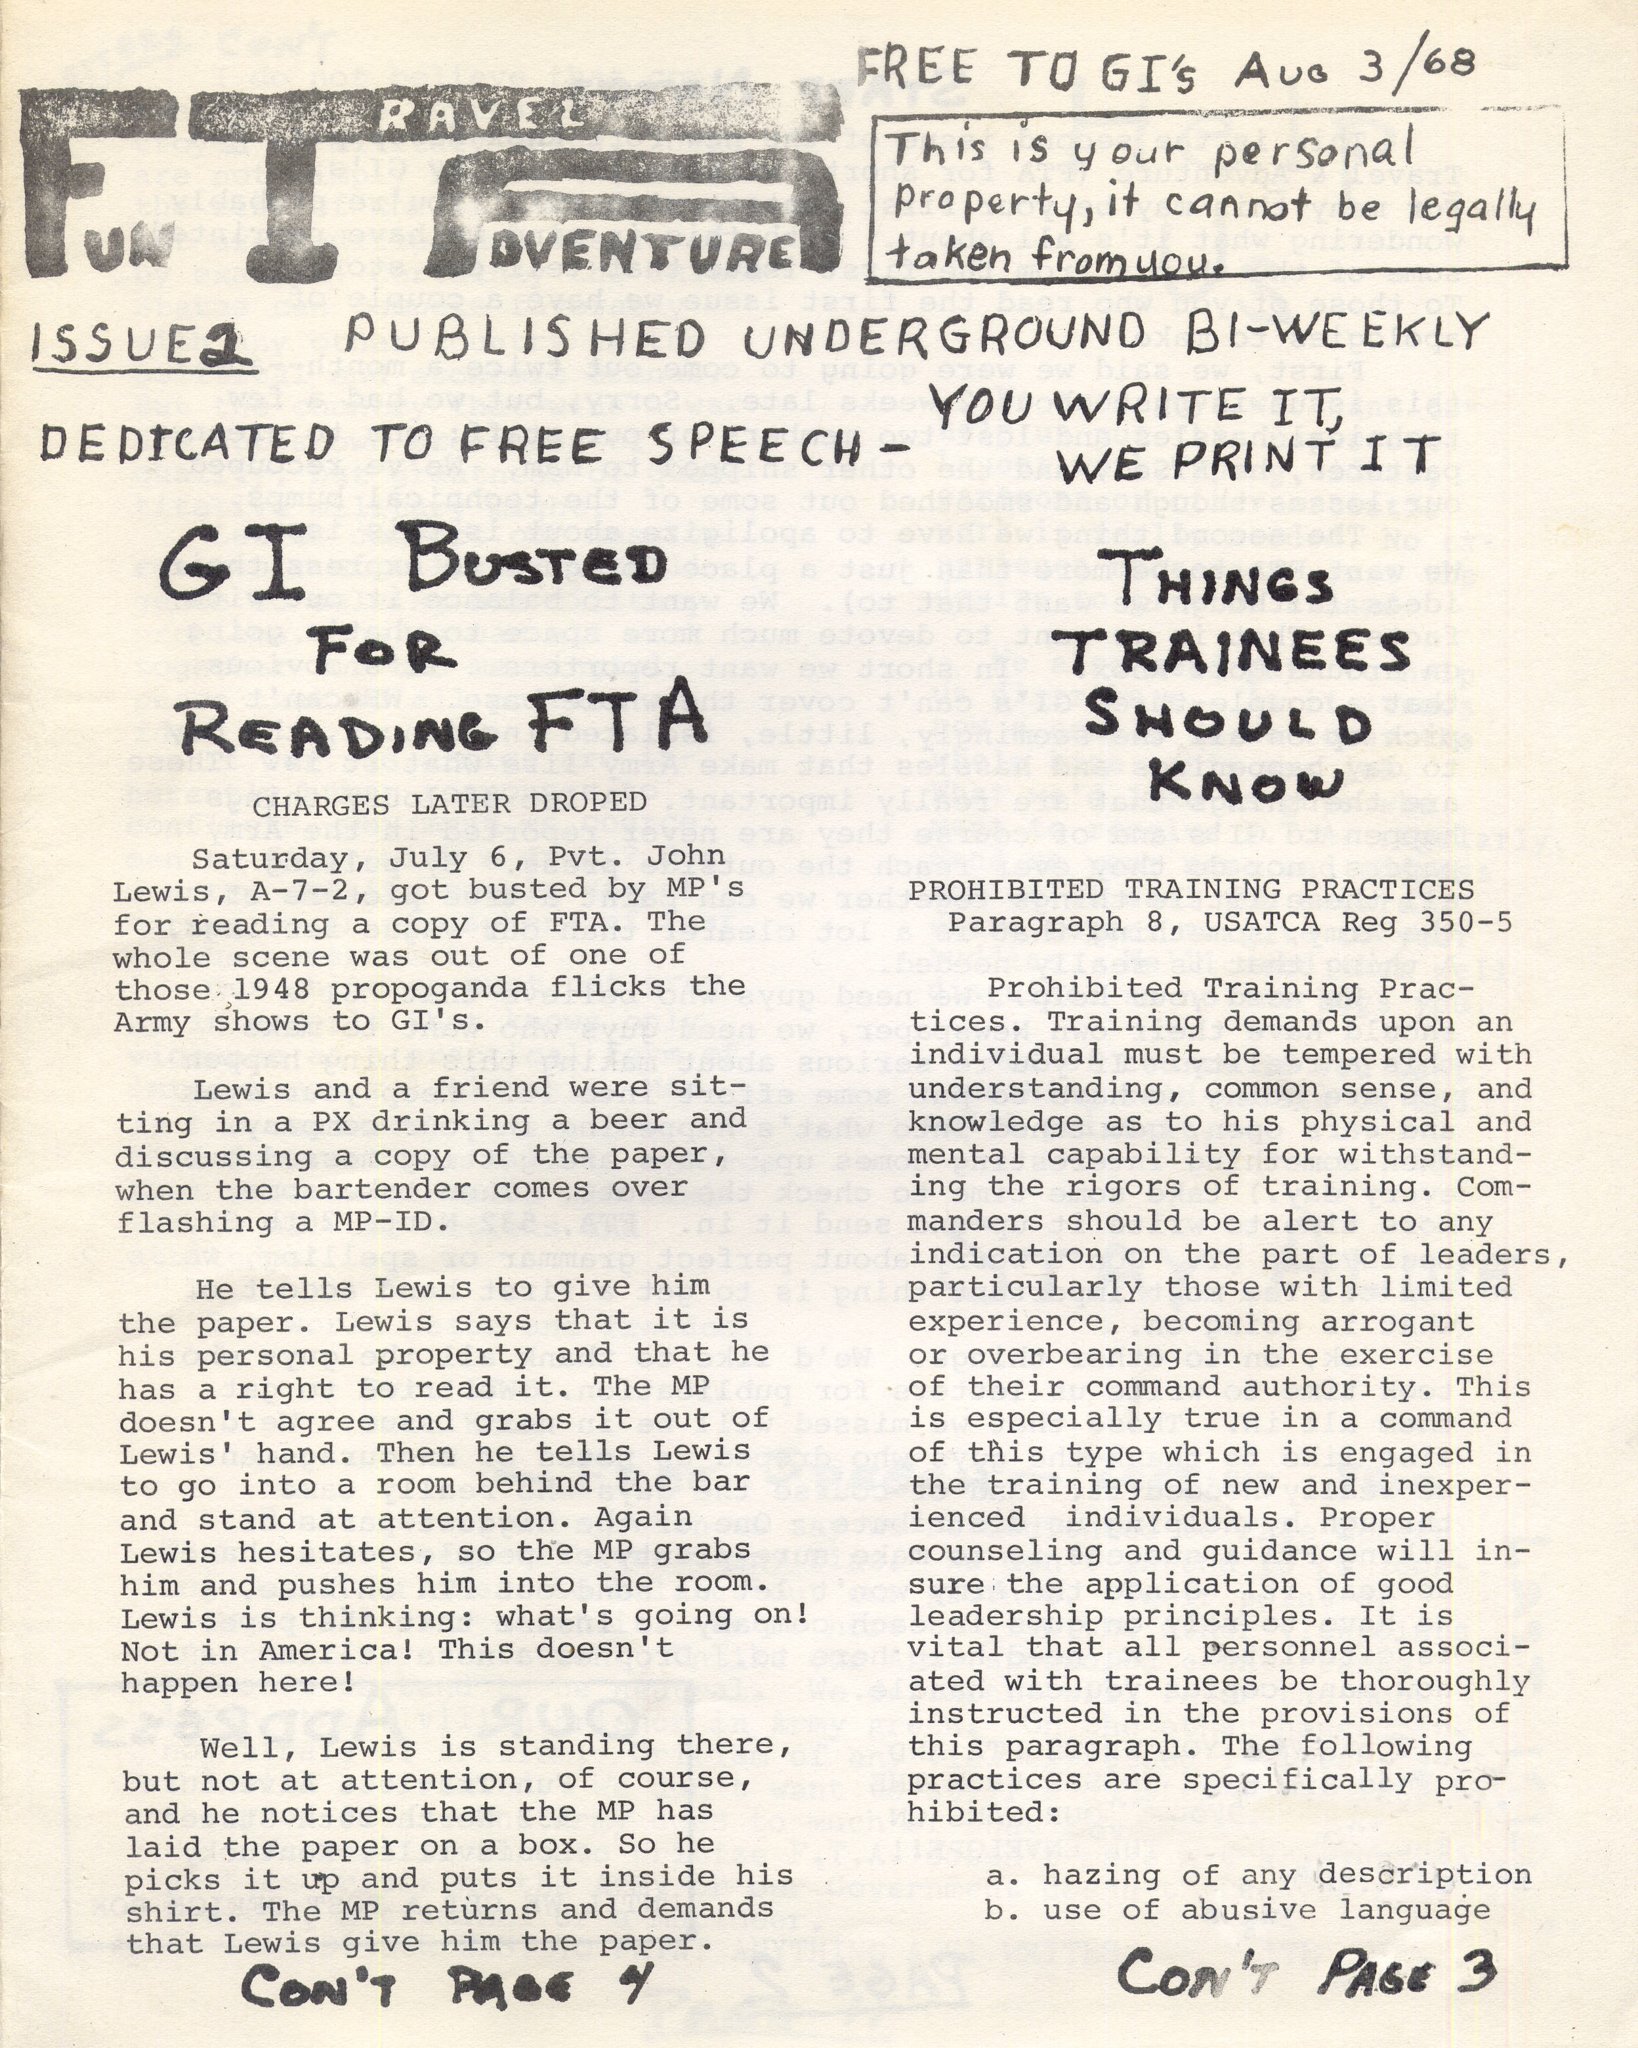 FREE TO GI'S AUG 3/68
FUN TRAVEL ADVENTURE
This is your personal
property, it cannot be legally
taken from you.
ISSUE 2 PUBLISHED UNDERGROUND BI-WEEKLY
DEDICATED TO FREE SPEECH - YOU WRITE IT,
WE PRINT IT
GI BUSTED
FOR
READING FTA
CHARGES LATER DROPED
Saturday, July 6, Pvt. John
Lewis, A-7-2, got busted by MP's
for reading a copy of FTA. The
whole scene was out of one of
those 1948 propoganda flicks the
Army shows to GI's.
Lewis and a friend were sit-
ting in a PX drinking a beer and
discussing a copy of the paper,
when the bartender comes over
flashing a MP-ID.
He tells Lewis to give him
the paper. Lewis says that it is
his personal property and that he
has a right to read it. The MP
doesn't agree and grabs it out of
Lewis' hand. Then he tells Lewis
to go into a room behind the bar
and stand at attention. Again
Lewis hesitates, so the MP grabs
him and pushes him into the room.
Lewis is thinking: what's going on!
Not in America! This doesn't
happen here!
Well, Lewis is standing there,
but not at attention, of course,
and he notices that the MP has
laid the paper on a box. So he
picks it up and puts it inside his
shirt. The MP returns and demands
that Lewis give him the paper.
CON'T PAGE 4
THINGS
TRAINEES
SHOULD
KNOW
PROHIBITED TRAINING PRACTICES
Paragraph 8, USATCA Reg 350-5
Prohibited Training Prac-
tices. Training demands upon an
individual must be tempered with
understanding, common sense, and
knowledge as to his physical and
mental capability for withstand-
ing the rigors of training. Com-
manders should be alert to any
indication on the part of leaders,
particularly those with limited
experience, becoming arrogant
or overbearing in the exercise
of their command authority. This
is especially true in a command
of this type which is engaged in
the training of new and inexper-
ienced individuals. Proper
counseling and guidance will in-
sure the application of good
leadership principles. It is
vital that all personnel associ-
ated with trainees be thoroughly
instructed in the provisions of
this paragraph. The following
practices are specifically pro-
hibited:
a. hazing of any description
b. use of abusive language
CON'T PAGE 3